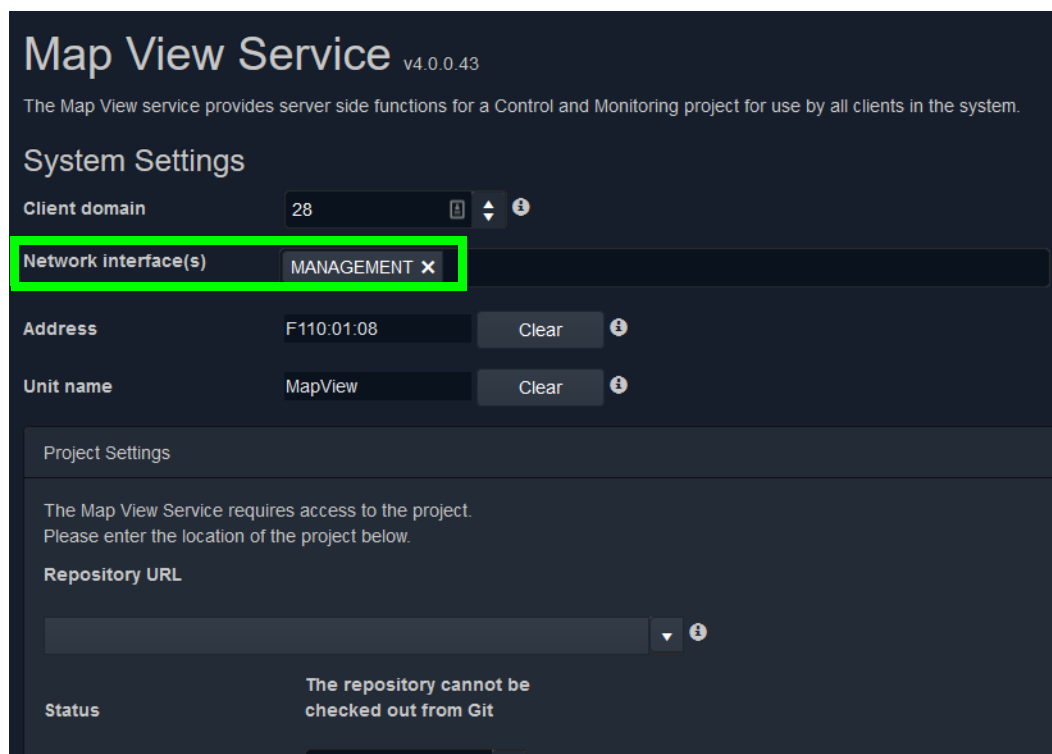 Map View Service v4.0.0.43
The Map View service provides server side functions for a Control and Monitoring project for use by all clients in the system.
System Settings
Client domain 28
Network interface(s) MANAGEMENT ×
Address F110:01:08 Clear
Unit name MapView Clear
Project Settings
The Map View Service requires access to the project.
Please enter the location of the project below.
Repository URL
The repository cannot be
Status checked out from Git